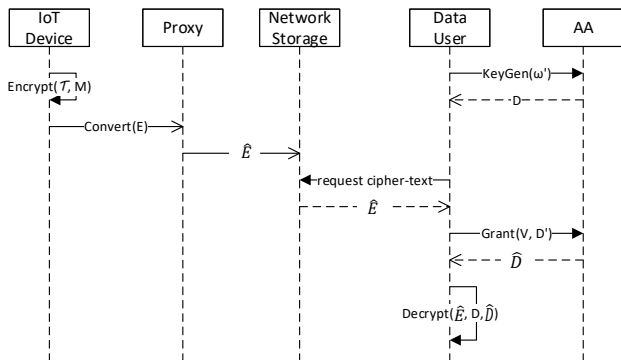 IoT
Device
Proxy
Network
Storage
Data
User
AA
Encrypt(𝒯, M)
KeyGen(ω')
D
Convert(E)
Ê
request cipher-text
Ê
Grant(V, D')
D̂
Decrypt(Ê, D, D̂)